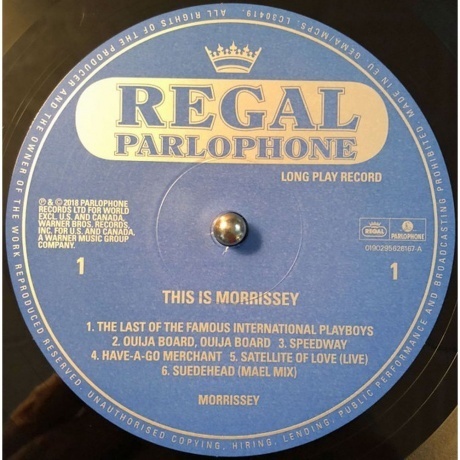 ALL RIGHTS OF THE PRODUCER AND THE OWNER OF THE WORK REPRODUCED RESERVED. UNAUTHORISED COPYING, HIRING, LENDING, PUBLIC PERFORMANCE AND BROADCASTING PROHIBITED. MADE IN EU. GEMA/MCPS. LC30419.
REGAL
PARLOPHONE
LONG PLAY RECORD
℗ & © 2018 PARLOPHONE
RECORDS LTD FOR WORLD
EXCL. U.S. AND CANADA,
WARNER BROS. RECORDS,
INC. FOR U.S. AND CANADA.
A WARNER MUSIC GROUP
COMPANY.
REGAL
PARLOPHONE
0190295828167-A
1
1
THIS IS MORRISSEY
1. THE LAST OF THE FAMOUS INTERNATIONAL PLAYBOYS
2. OUIJA BOARD, OUIJA BOARD 3. SPEEDWAY
4. HAVE-A-GO MERCHANT 5. SATELLITE OF LOVE (LIVE)
6. SUEDEHEAD (MAEL MIX)
MORRISSEY